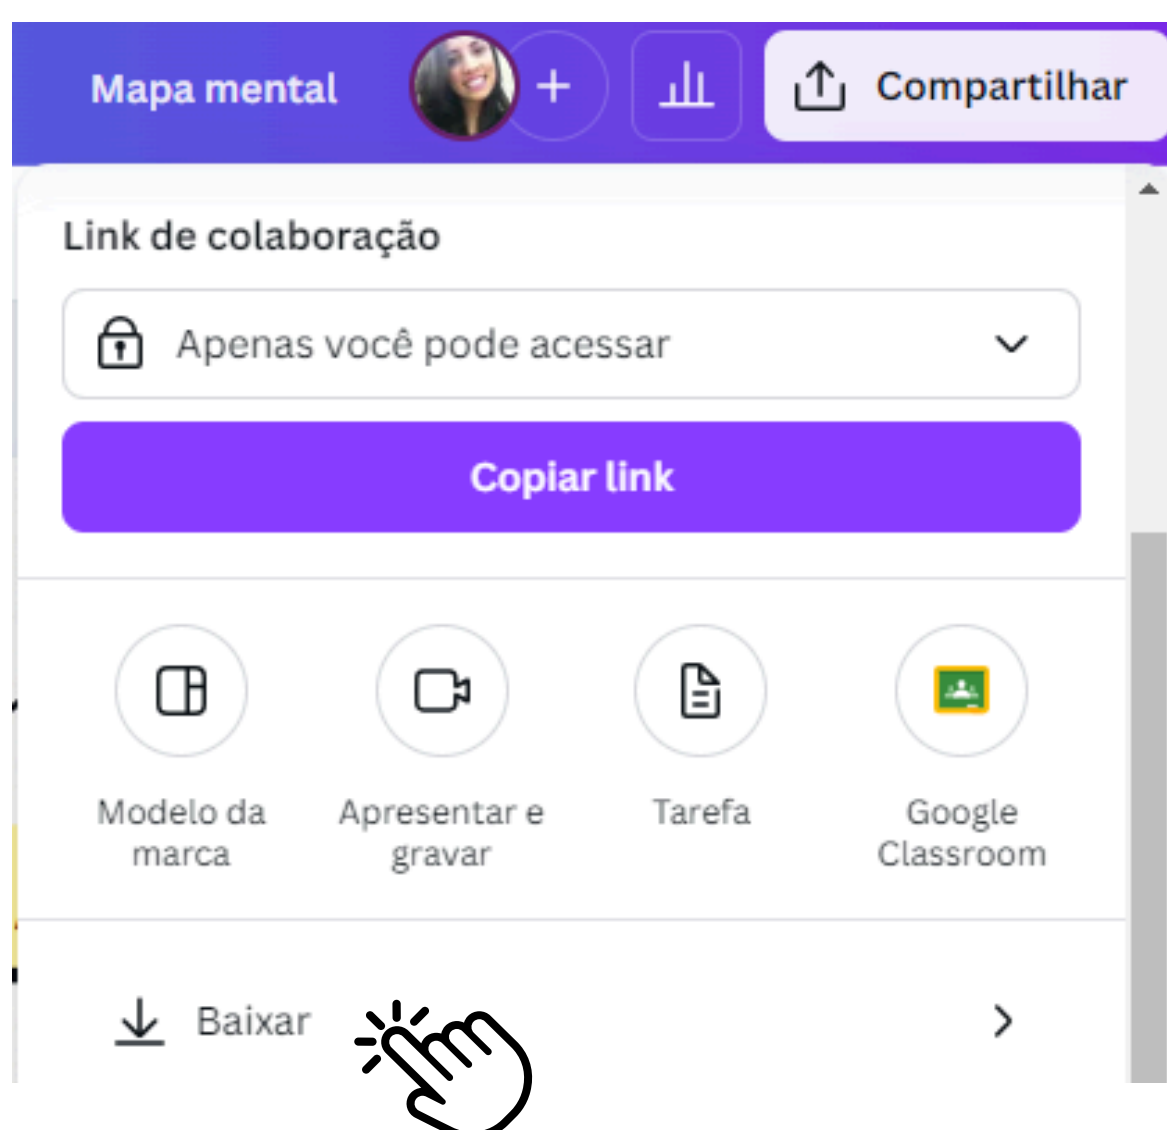 Mapa mental
Compartilhar
Link de colaboração
Apenas você pode acessar
Copiar link
Modelo da
marca
Apresentar e
gravar
Tarefa
Google
Classroom
Baixar